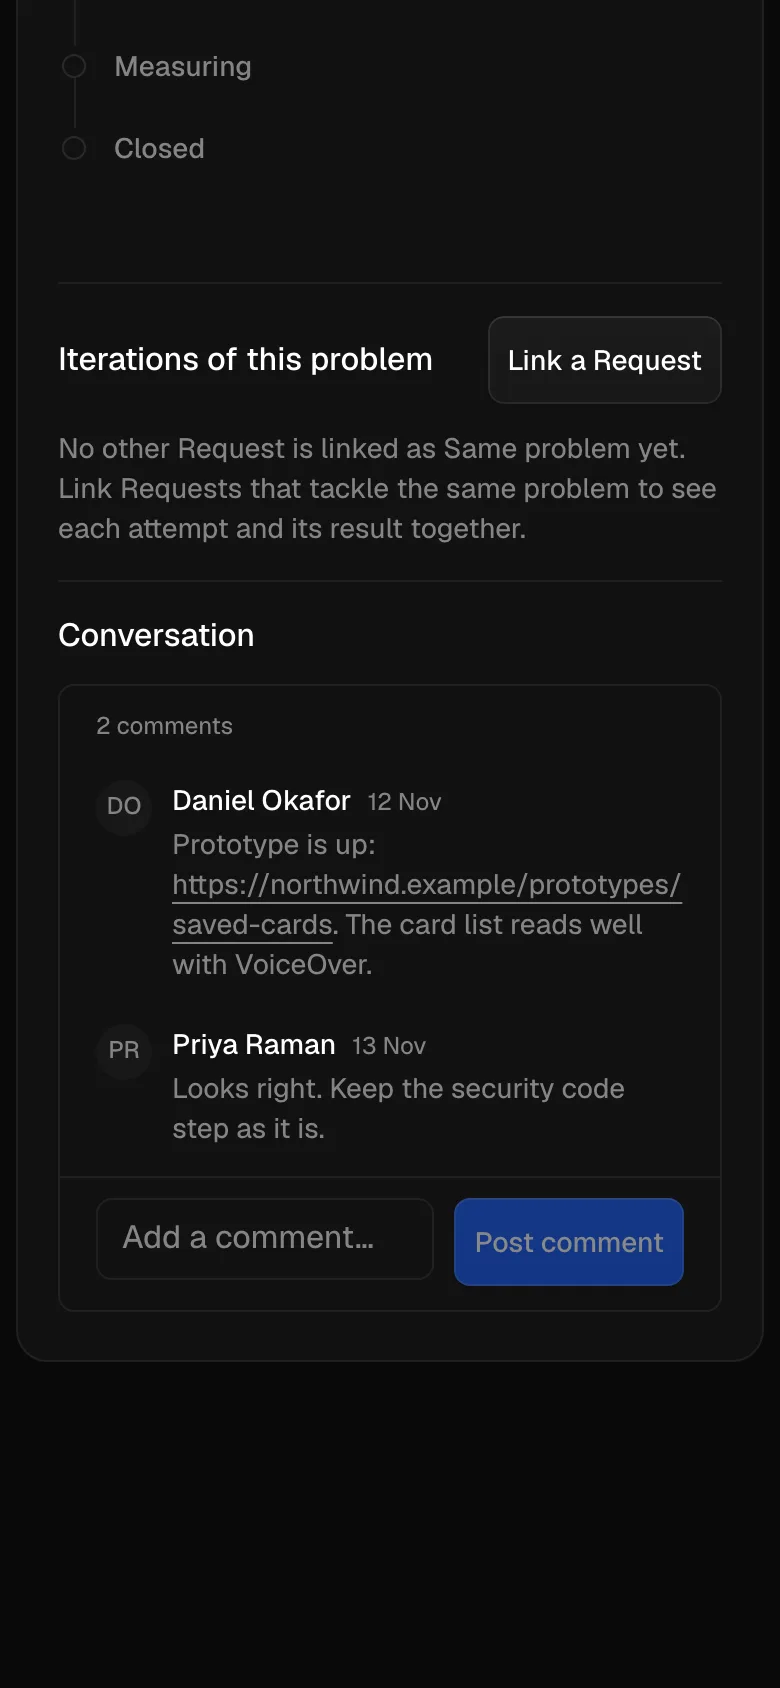 Measuring
Closed
Iterations of this problem
Link a Request
No other Request is linked as Same problem yet.
Link Requests that tackle the same problem to see
each attempt and its result together.
Conversation
2 comments
DO
Daniel Okafor 12 Nov
Prototype is up:
https://northwind.example/prototypes/
saved-cards. The card list reads well
with VoiceOver.
PR
Priya Raman 13 Nov
Looks right. Keep the security code
step as it is.
Add a comment…
Post comment